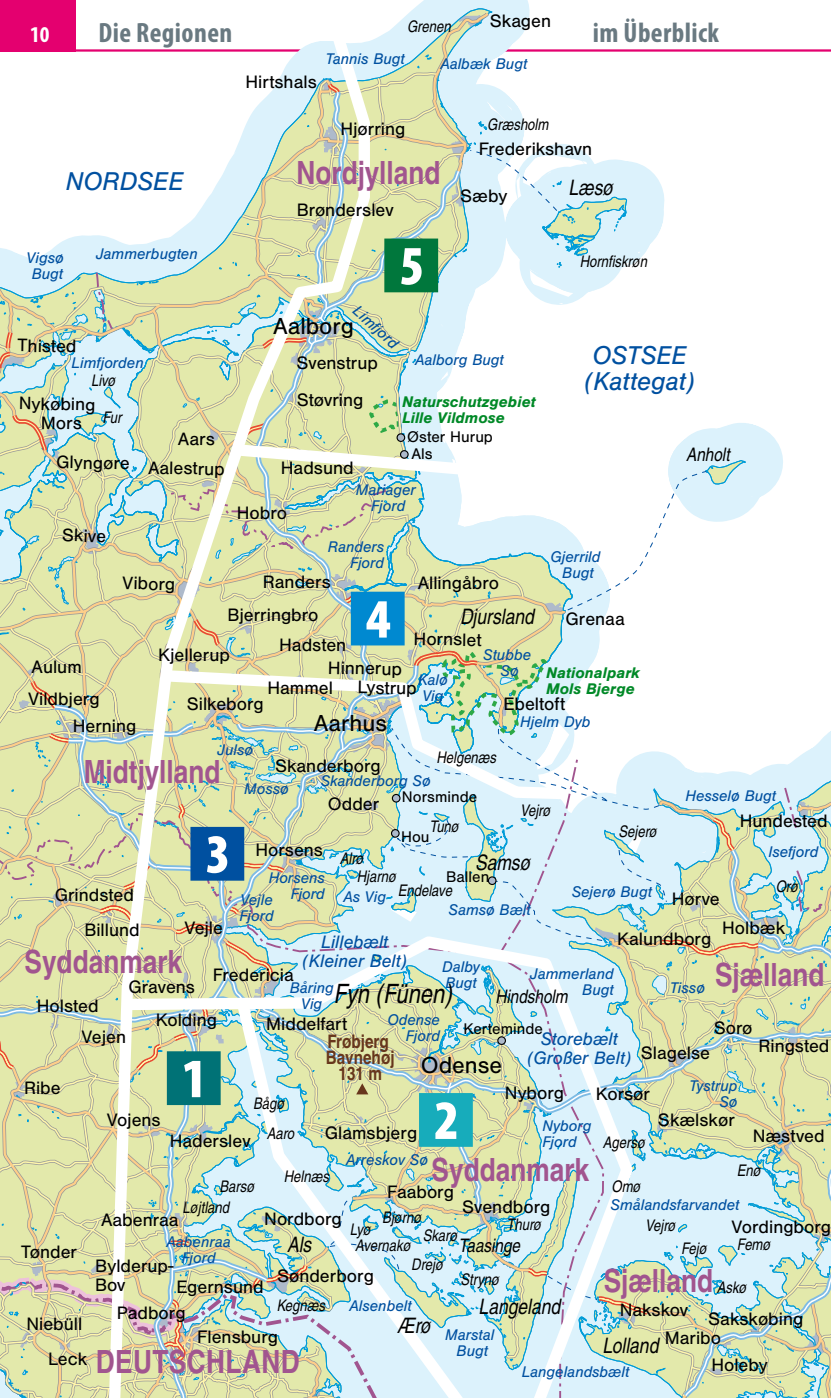 10
Die Regionen
im Überblick
Grenen
Skagen
Tannis Bugt
Aalbæk Bugt
Hirtshals
Græsholm
Hjørring
Frederikshavn
Nordjylland
NORDSEE
Læsø
Sæby
Brønderslev
Vigsø
Bugt
Jammerbugten
5
Hornfiskrøn
Limfjord
Aalborg
Thisted
OSTSEE
(Kattegat)
Limfjorden
Svenstrup
Aalborg Bugt
Livø
Støvring
Naturschutzgebiet
Lille Vildmose
Nykøbing
Mors
Fur
Aars
Øster Hurup
Als
Glyngøre
Aalestrup
Hadsund
Anholt
Mariager
Fjord
Hobro
Skive
Randers
Fjord
Gjerrild
Bugt
Viborg
Randers
Allingåbro
4
Bjerringbro
Djursland
Grenaa
Hadsten
Hornslet
Kjellerup
Stubbe
Sø
Hinnerup
Aulum
Kalø
Vig
Nationalpark
Mols Bjerge
Hammel
Lystrup
Vildbjerg
Silkeborg
Ebeltoft
Herning
Aarhus
Hjelm Dyb
Julsø
Helgenæs
Midtjylland
Skanderborg
Skanderborg Sø
Mossø
Norsminde
Hesselø Bugt
Odder
Vejrø
Hundested
Tunø
Hou
Sejerø
3
Horsens
Alrø
Samsø
Isefjord
Hjarnø
Horsens
Fjord
Ballen
Orø
Endelave
Grindsted
As Vig
Sejerø Bugt
Hørve
Vejle
Fjord
Samsø Bælt
Billund
Vejle
Holbæk
Lillebælt
(Kleiner Belt)
Kalundborg
Syddanmark
Dalby
Bugt
Jammerland
Bugt
Sjælland
Fredericia
Gravens
Båring
Vig
Fyn (Fünen)
Hindsholm
Tissø
Holsted
Kolding
Middelfart
Odense
Fjord
Kerteminde
Sorø
Vejen
Frøbjerg
Bavnehøj
131 m
Storebælt
(Großer Belt)
Slagelse
Ringsted
Odense
1
Ribe
Nyborg
Korsør
Tystrup
Sø
Bågø
2
Vojens
Skælskør
Haderslev
Aaro
Glamsbjerg
Nyborg
Fjord
Agersø
Næstved
Arreskov Sø
Helnæs
Syddanmark
Enø
Barsø
Faaborg
Omø
Løjtland
Svendborg
Smålandsfarvandet
Aabenraa
Nordborg
Bjørnø
Thurø
Vejrø
Vordingborg
Lyø
Skarø
Aabenraa
Fjord
Als
Avernakø
Taasinge
Fejø
Femø
Tønder
Drejø
Bylderup-
Bov
Strynø
Sønderborg
Egernsund
Sjælland
Askø
Kegnæs
Alsenbelt
Langeland
Nakskov
Padborg
Sakskøbing
Niebüll
Ærø
Flensburg
Marstal
Bugt
Maribo
Lolland
Leck
DEUTSCHLAND
Langelandsbælt
Holeby